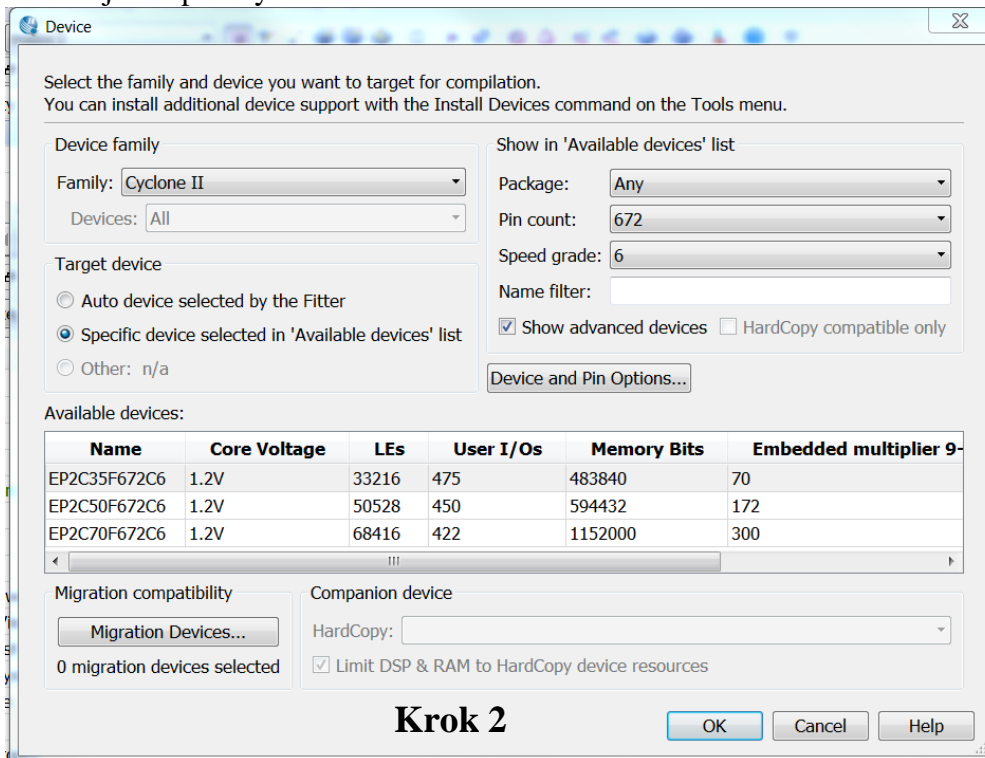 Device
Select the family and device you want to target for compilation.
You can install additional device support with the Install Devices command on the Tools menu.
Device family
Family: Cyclone II
Devices: All
Show in 'Available devices' list
Package: Any
Pin count: 672
Speed grade: 6
Name filter:
Show advanced devices HardCopy compatible only
Target device
Auto device selected by the Fitter
Specific device selected in 'Available devices' list
Other: n/a
Device and Pin Options...
Available devices:
Name Core Voltage LEs User I/Os Memory Bits Embedded multiplier 9-
EP2C35F672C6 1.2V 33216 475 483840 70
EP2C50F672C6 1.2V 50528 450 594432 172
EP2C70F672C6 1.2V 68416 422 1152000 300
Migration compatibility
Migration Devices...
0 migration devices selected
Companion device
HardCopy:
Limit DSP & RAM to HardCopy device resources
Krok 2
OK Cancel Help